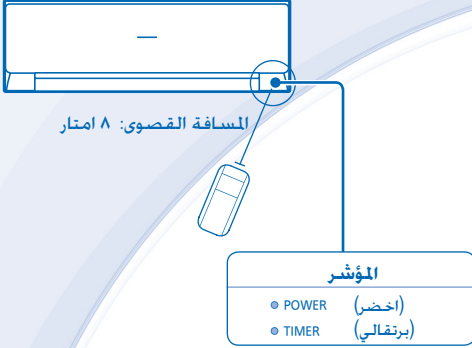 المسافة القصوى: ٨ امتار
المؤشر
POWER (اخضر)
TIMER (برتقالي)